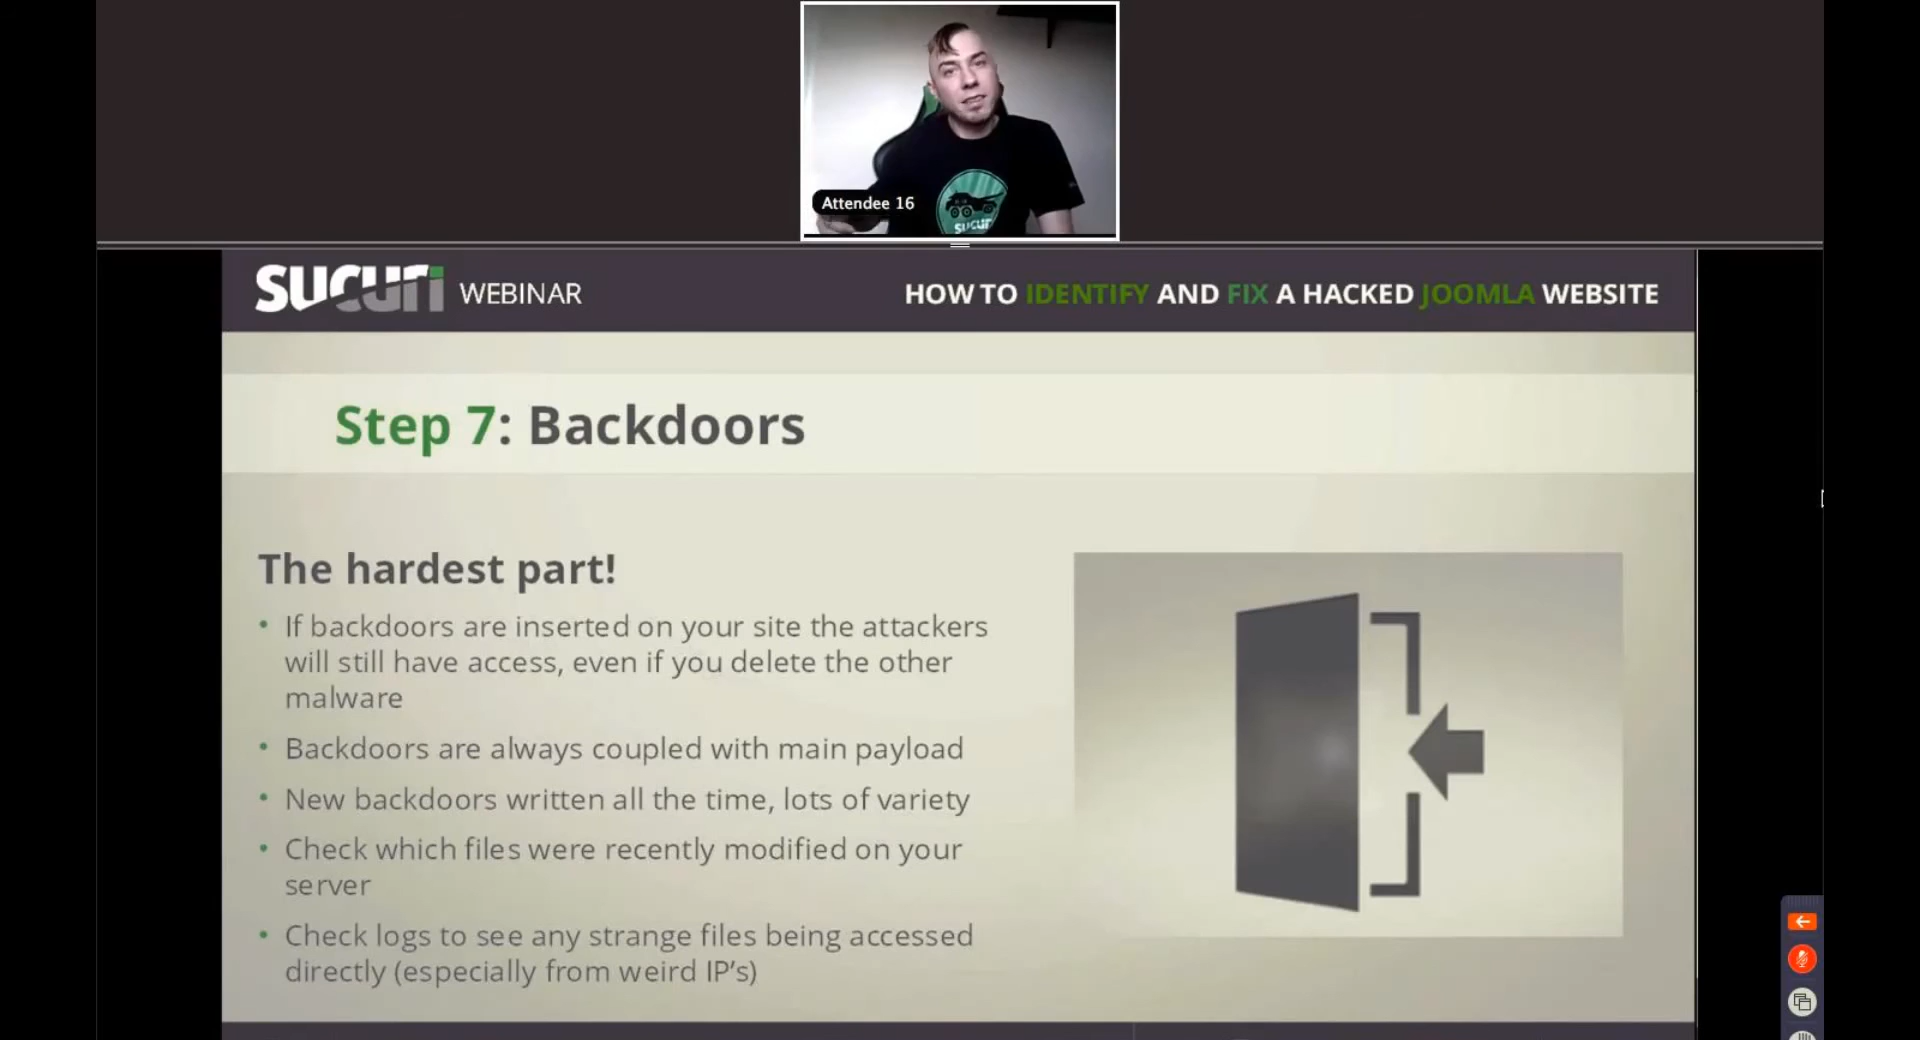 Attendee 16
SUCUri
SUCUri WEBINAR
HOW TO IDENTIFY AND FIX A HACKED JOOMLA WEBSITE
Step 7: Backdoors
The hardest part!
• If backdoors are inserted on your site the attackers
will still have access, even if you delete the other
malware
• Backdoors are always coupled with main payload
• New backdoors written all the time, lots of variety
• Check which files were recently modified on your
server
• Check logs to see any strange files being accessed
directly (especially from weird IP's)